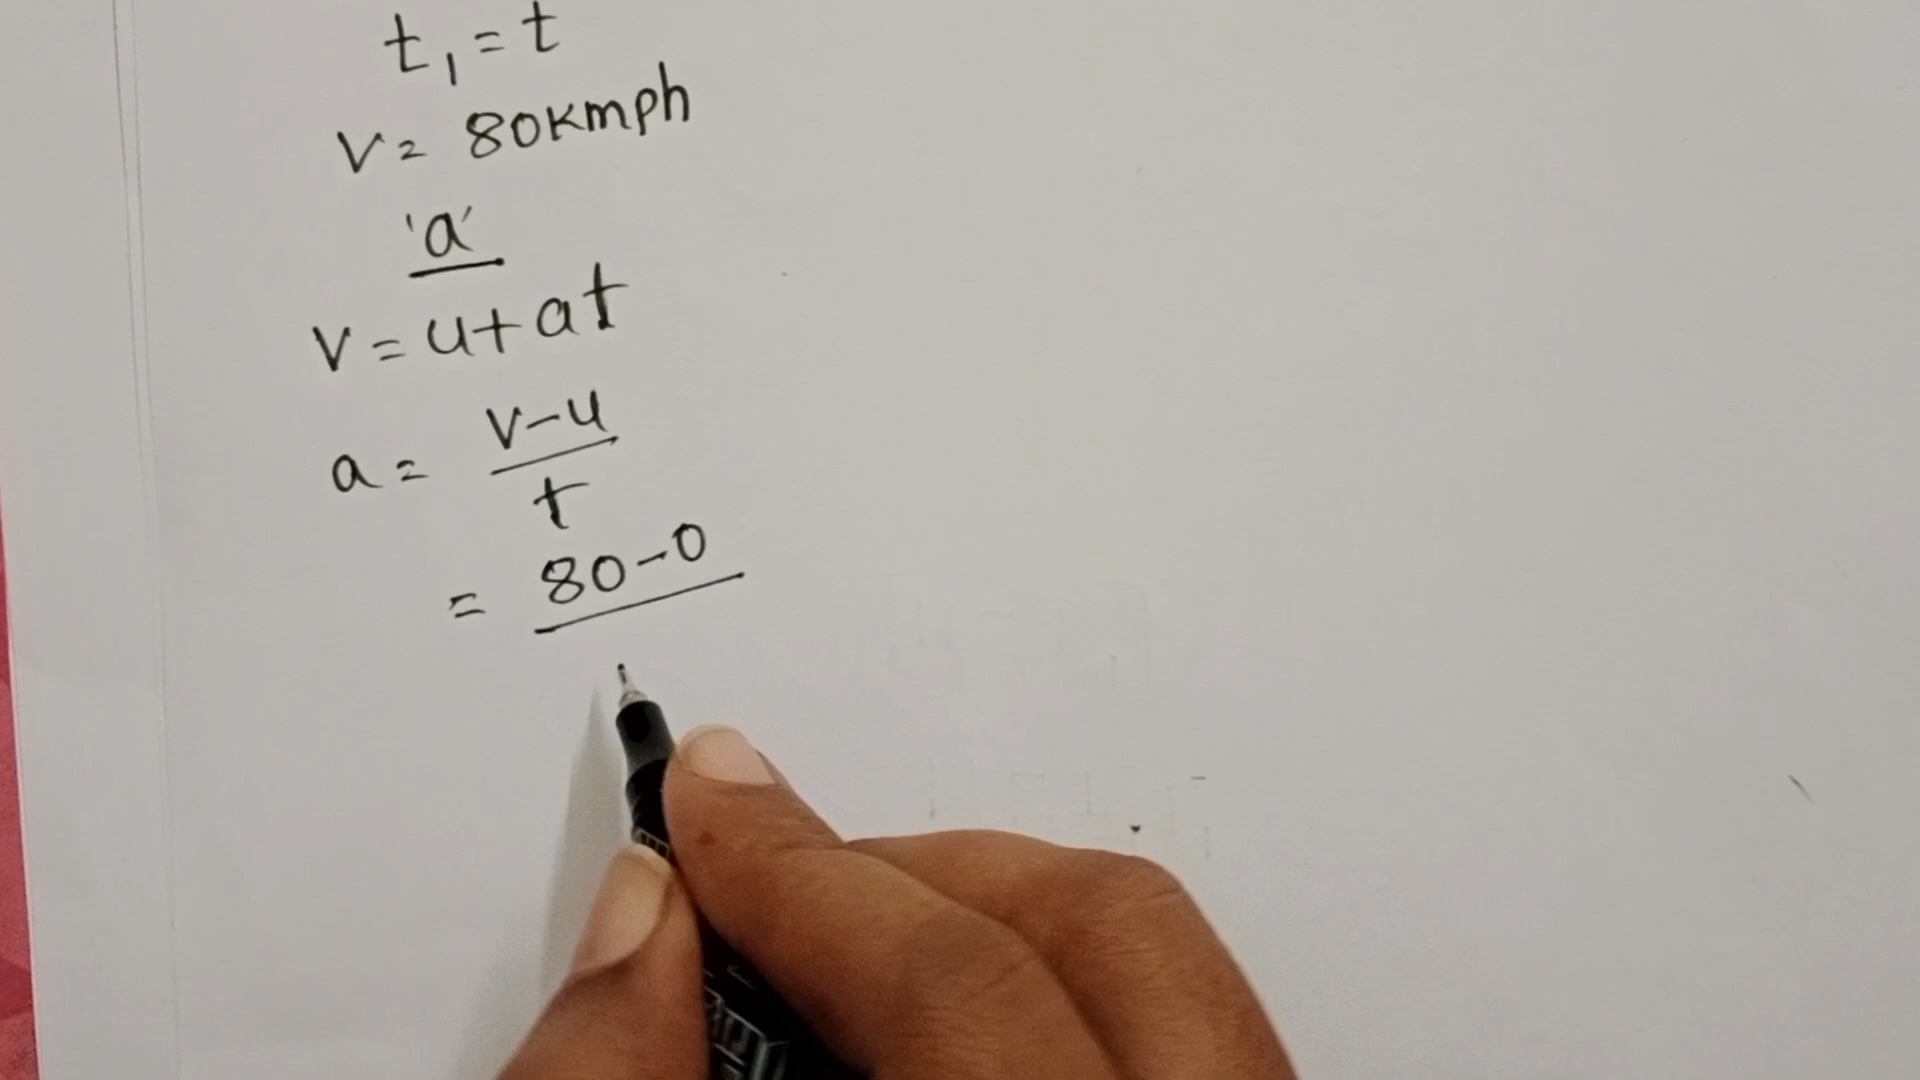 t₁ = t
V = 80kmph
'a'
V = u + at
a = V - u / t
= 80 - 0